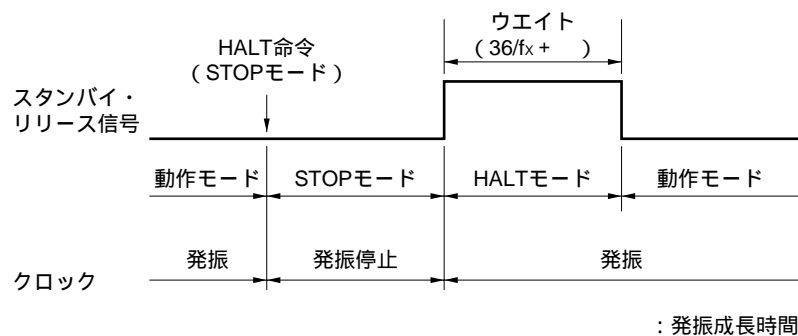 ウエイト
HALT命令 (36/fX + )
(STOPモード)
スタンバイ・
リリース信号
動作モード STOPモード HALTモード 動作モード
発振 発振停止 発振
クロック
:発振成長時間